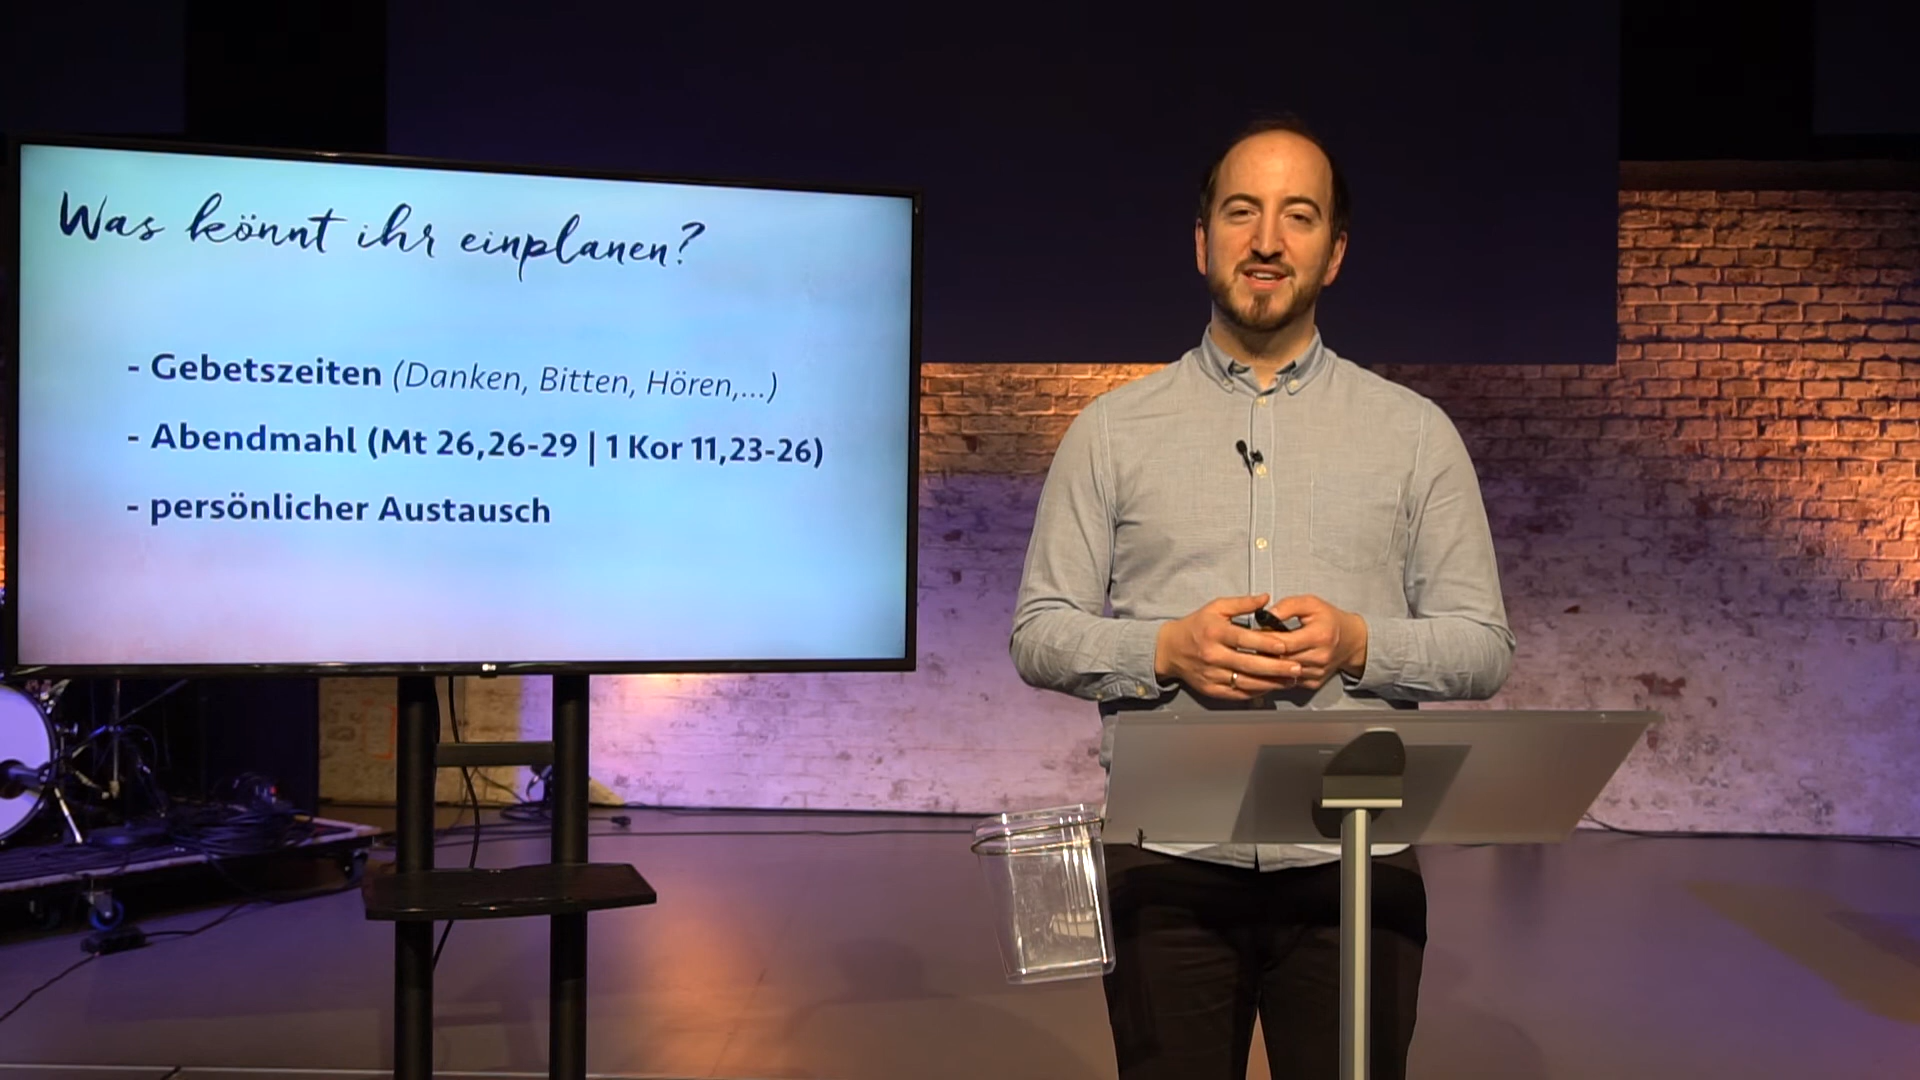 Was könnt ihr einplanen?
- Gebetszeiten (Danken, Bitten, Hören,...)
- Abendmahl (Mt 26,26-29 | 1 Kor 11,23-26)
- persönlicher Austausch